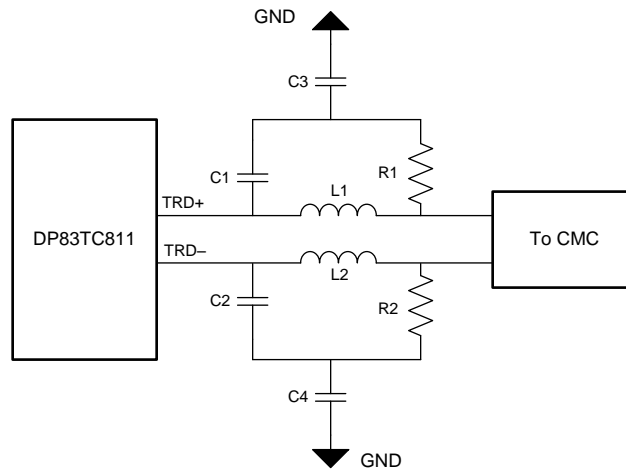 GND
C3
C1
R1
L1
TRD+
DP83TC811
To CMC
TRD–
L2
C2
R2
C4
GND